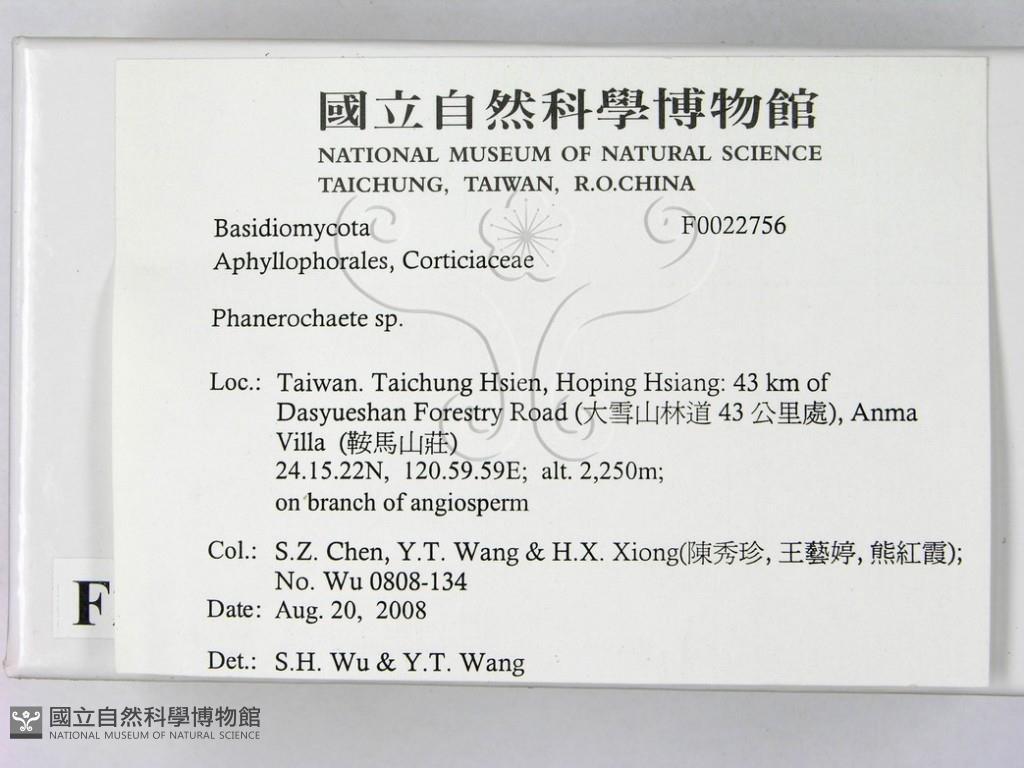 國立自然科學博物館
NATIONAL MUSEUM OF NATURAL SCIENCE
TAICHUNG, TAIWAN, R.O.CHINA
Basidiomycota F0022756
Aphyllophorales, Corticiaceae
Phanerochaete sp.
Loc.: Taiwan. Taichung Hsien, Hoping Hsiang: 43 km of
Dasyueshan Forestry Road (大雪山林道 43 公里處), Anma
Villa (鞍馬山莊)
24.15.22N, 120.59.59E; alt. 2,250m;
on branch of angiosperm
Col.: S.Z. Chen, Y.T. Wang & H.X. Xiong(陳秀珍, 王藝婷, 熊紅霞);
No. Wu 0808-134
Date: Aug. 20, 2008
Det.: S.H. Wu & Y.T. Wang
F
國立自然科學博物館
NATIONAL MUSEUM OF NATURAL SCIENCE